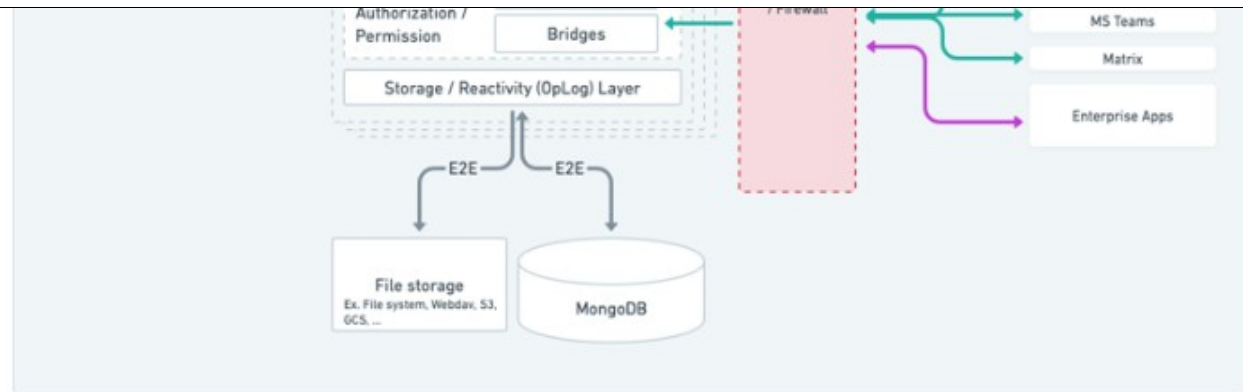 Authorization /
Permission
Bridges
/ Firewall
MS Teams
Matrix
Storage / Reactivity (OpLog) Layer
Enterprise Apps
E2E
E2E
File storage
Ex. File system, Webdav, S3,
GCS, ...
MongoDB